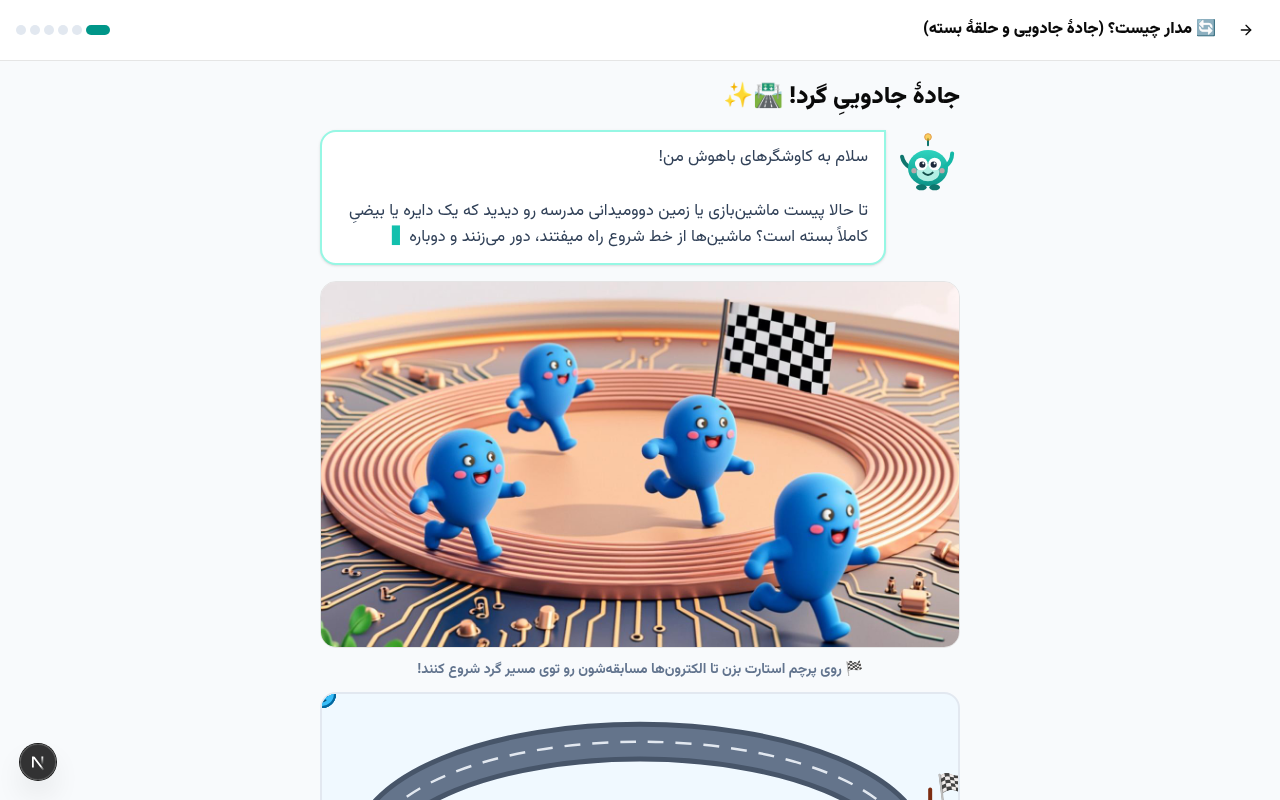 🔄 مدار چیست؟ (جادهٔ جادویی و حلقهٔ بسته)
جادهٔ جادوییِ گرد! 🛣️✨
سلام به کاوشگرهای باهوش من!
تا حالا پیست ماشین‌بازی یا زمین دوومیدانی مدرسه رو دیدید که یک دایره یا بیضیِ
کاملاً بسته است؟ ماشین‌ها از خط شروع راه میفتند، دور می‌زنند و دوباره
🏁 روی پرچم استارت بزن تا الکترون‌ها مسابقه‌شون رو توی مسیر گرد شروع کنند!
N